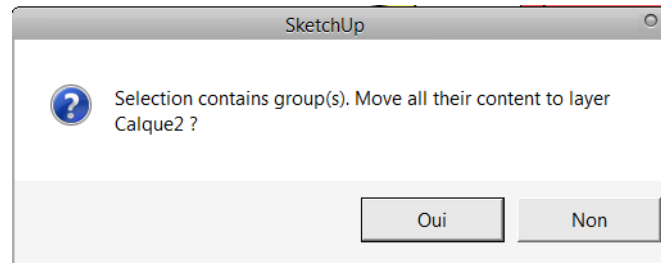 SketchUp
Selection contains group(s). Move all their content to layer
Calque2 ?
Oui
Non